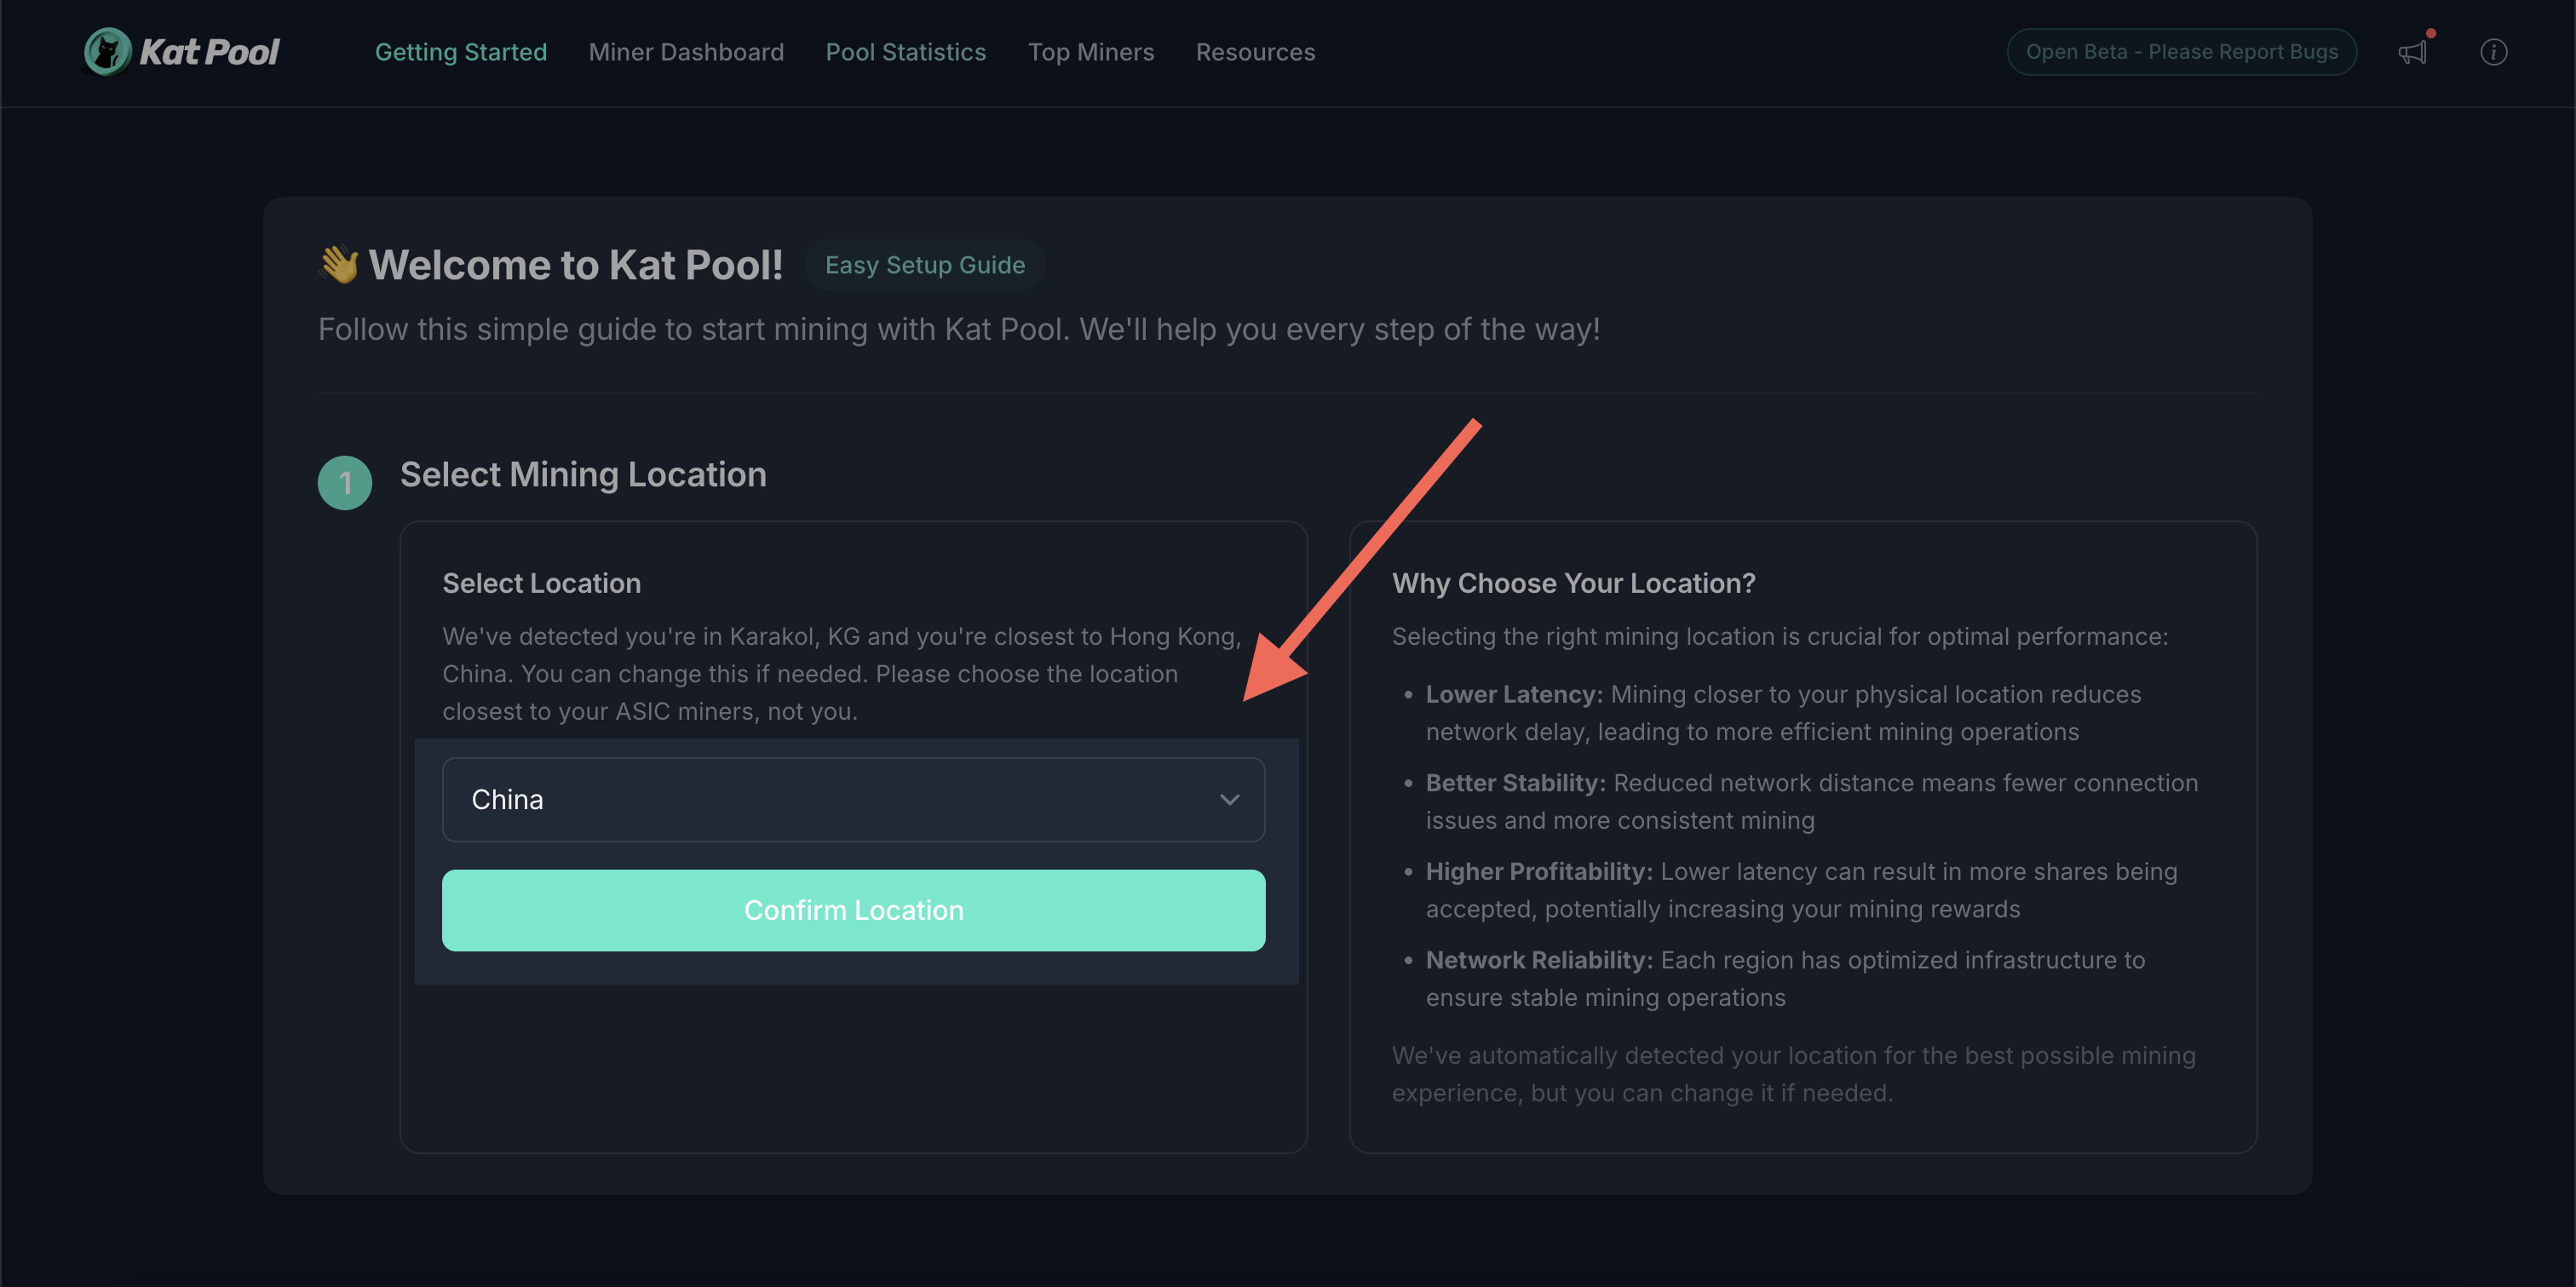 Kat Pool
Getting Started
Miner Dashboard
Pool Statistics
Top Miners
Resources
Open Beta - Please Report Bugs
👋 Welcome to Kat Pool!
Easy Setup Guide
Follow this simple guide to start mining with Kat Pool. We'll help you every step of the way!
1
Select Mining Location
Select Location
We've detected you're in Karakol, KG and you're closest to Hong Kong,
China. You can change this if needed. Please choose the location
closest to your ASIC miners, not you.
China
Confirm Location
Why Choose Your Location?
Selecting the right mining location is crucial for optimal performance:
• Lower Latency: Mining closer to your physical location reduces
network delay, leading to more efficient mining operations
• Better Stability: Reduced network distance means fewer connection
issues and more consistent mining
• Higher Profitability: Lower latency can result in more shares being
accepted, potentially increasing your mining rewards
• Network Reliability: Each region has optimized infrastructure to
ensure stable mining operations
We've automatically detected your location for the best possible mining
experience, but you can change it if needed.